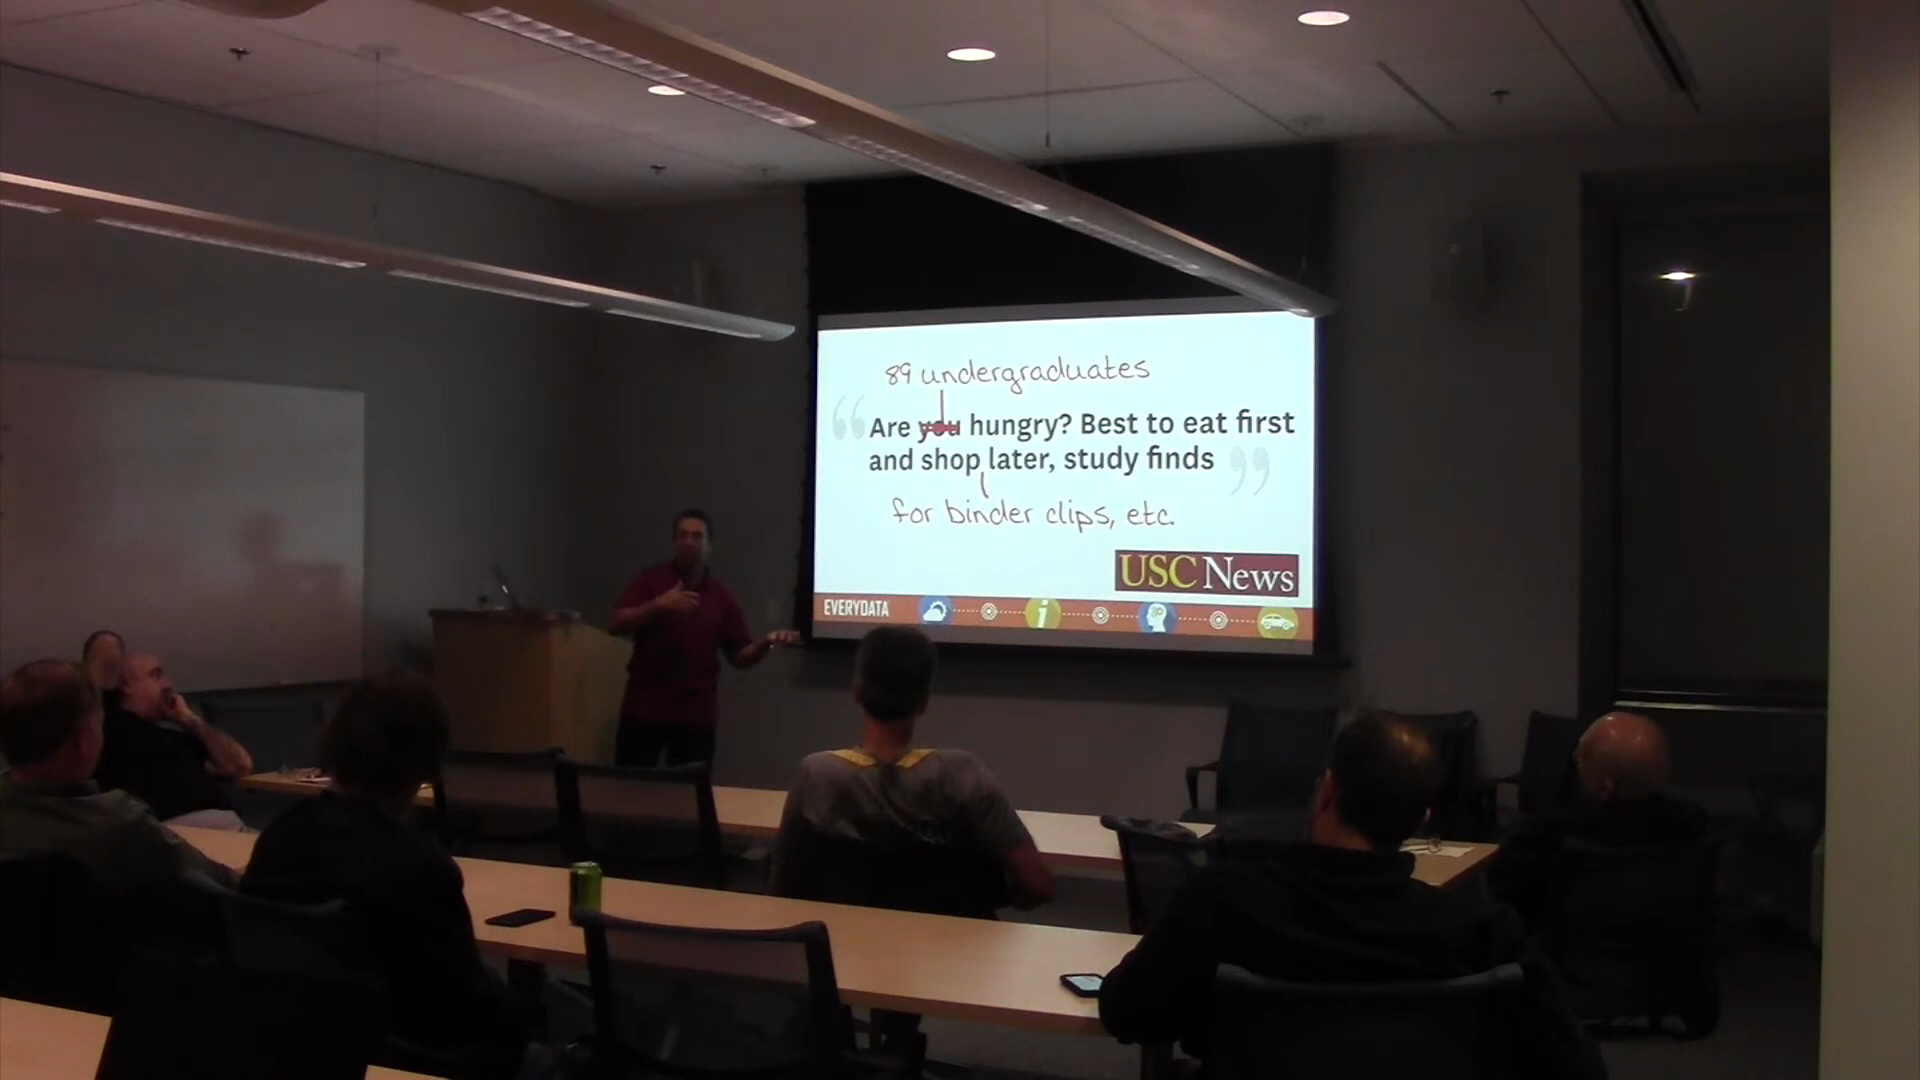 89 undergraduates
“Are you hungry? Best to eat first
and shop later, study finds”
for binder clips, etc.
USC News
EVERYDATA